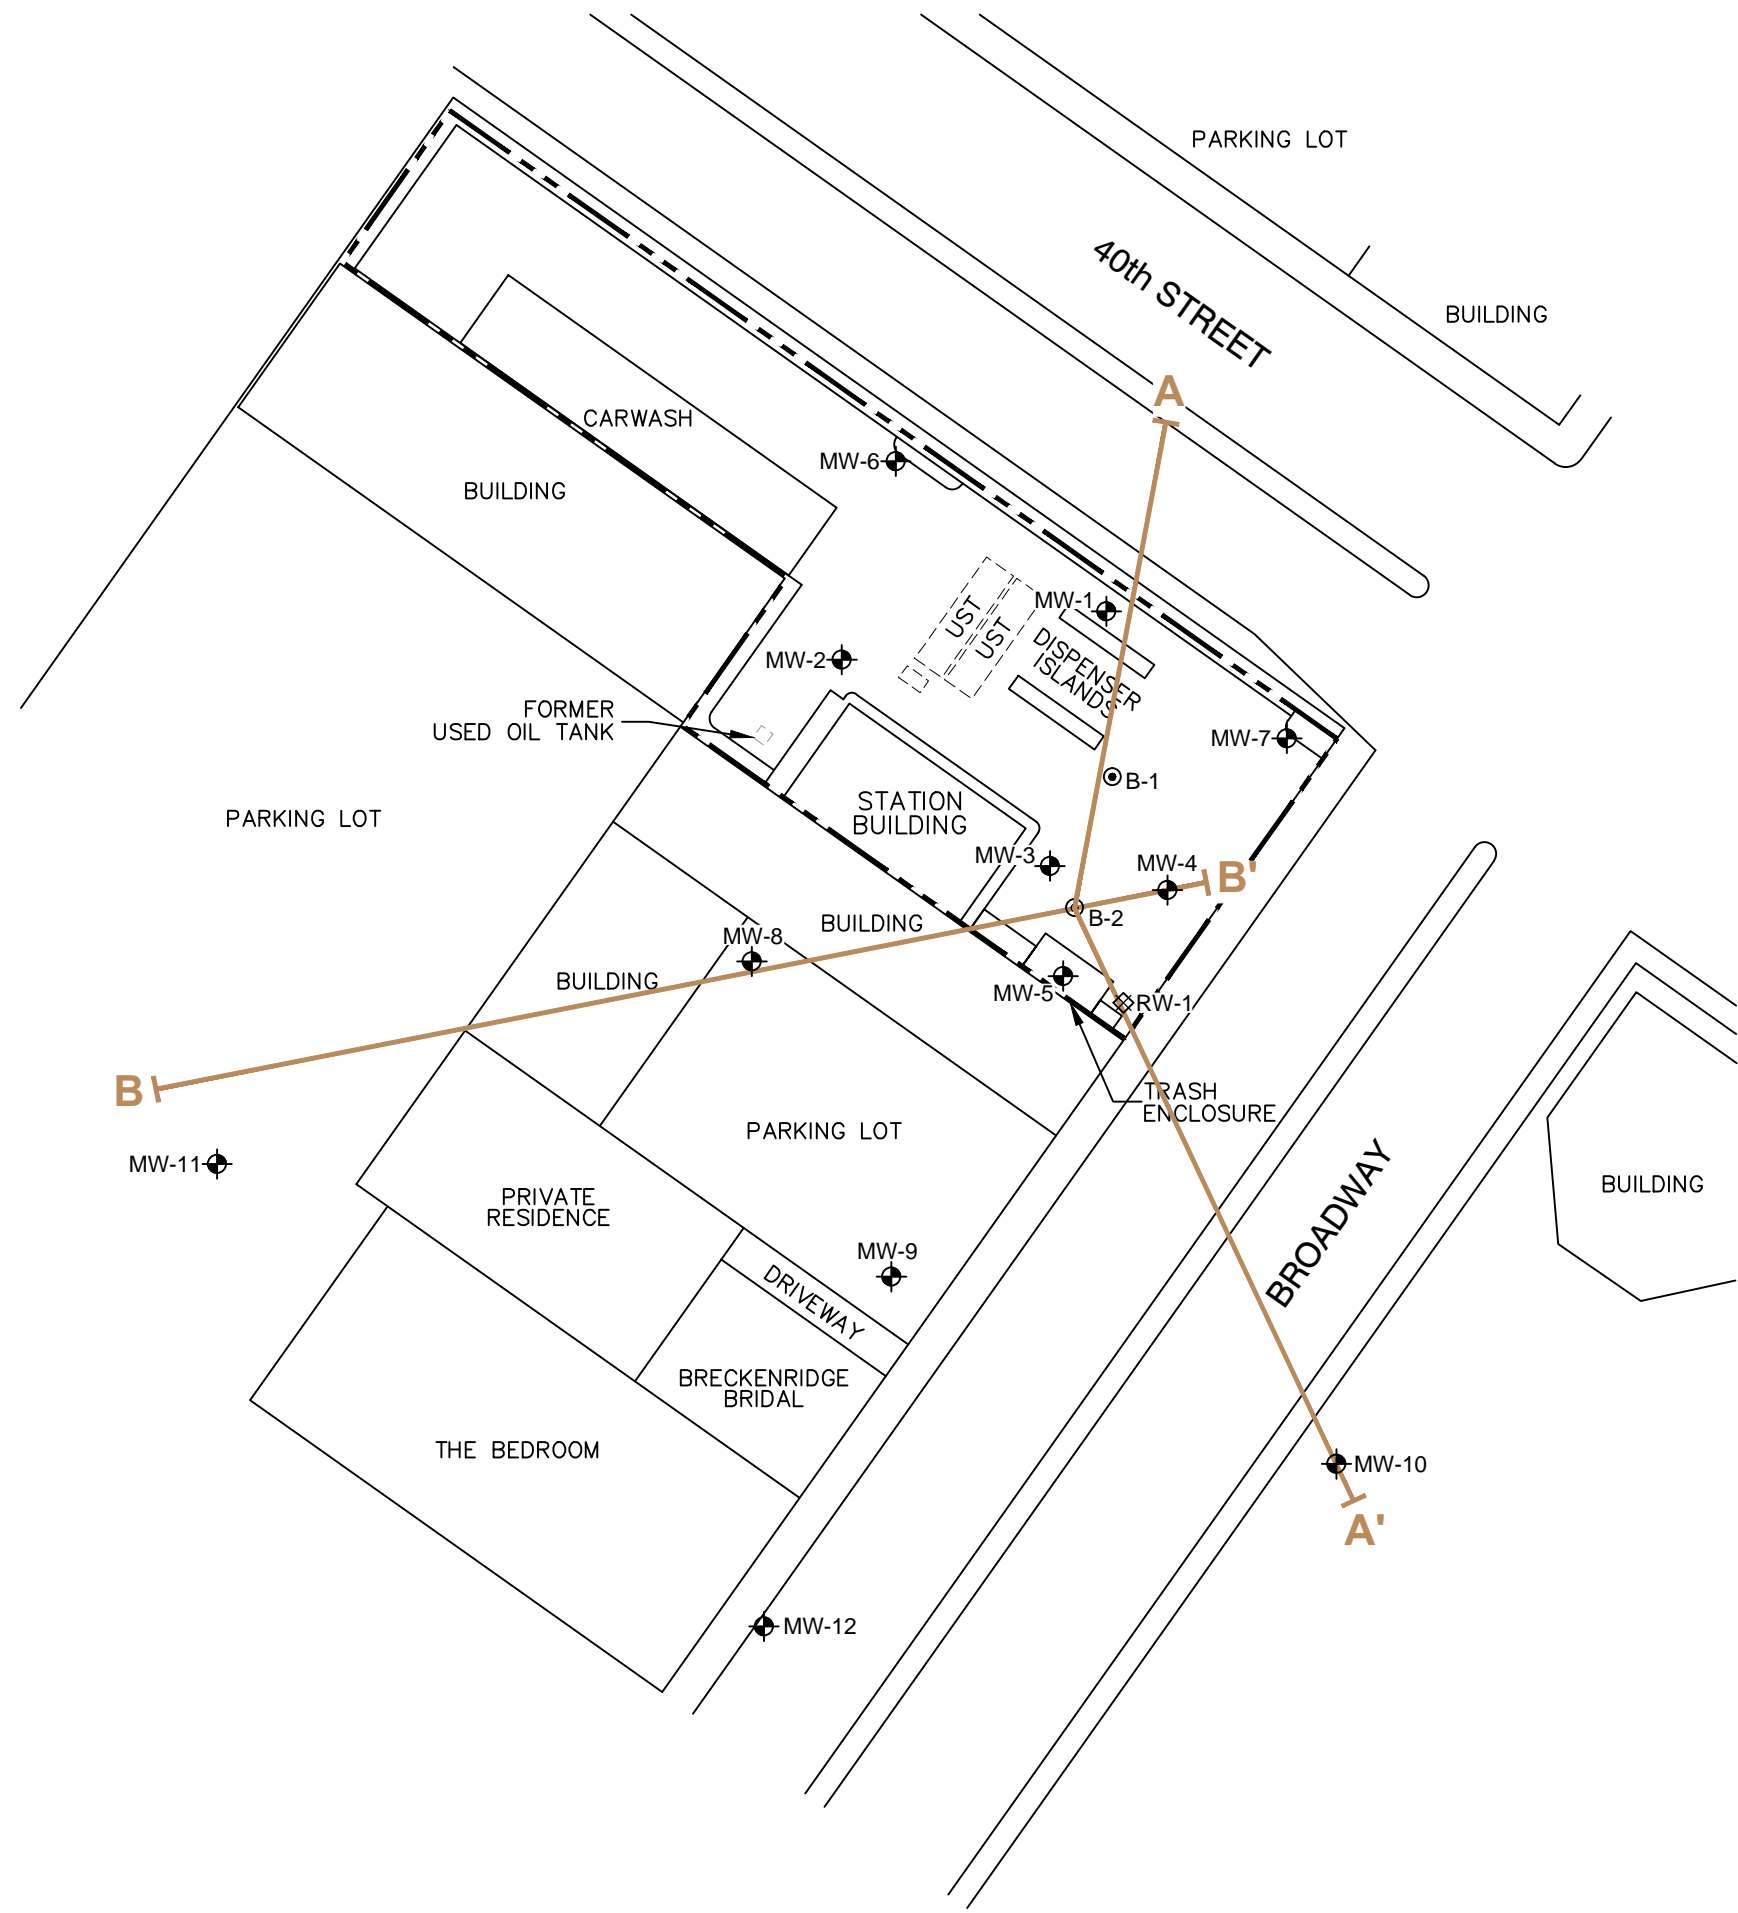 PARKING LOT
40th STREET
BUILDING
A
CARWASH
MW-6
BUILDING
UST
UST
MW-1
DISPENSER
ISLANDS
MW-2
FORMER
USED OIL TANK
MW-7
B-1
STATION
BUILDING
PARKING LOT
MW-3
MW-4
B'
B-2
BUILDING
MW-8
BUILDING
MW-5
RW-1
B
TRASH
ENCLOSURE
PARKING LOT
MW-11
BROADWAY
BUILDING
PRIVATE
RESIDENCE
MW-9
DRIVEWAY
BRECKENRIDGE
BRIDAL
THE BEDROOM
MW-10
A'
MW-12